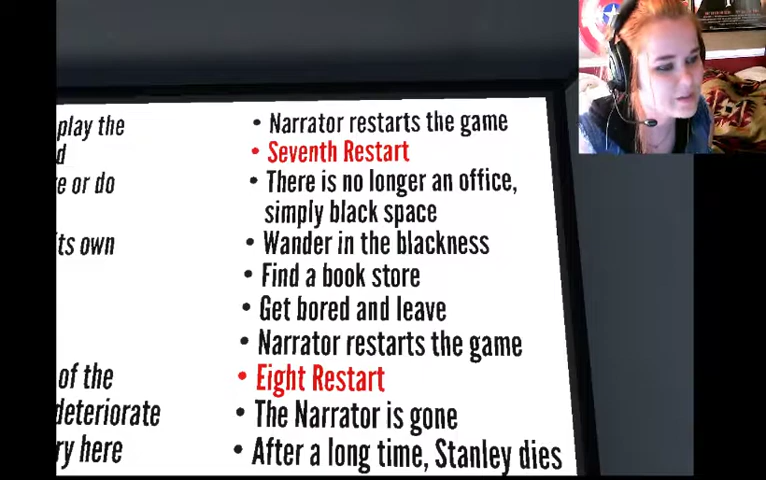 play the
d
e or do
its own
of the
deteriorate
ry here
• Narrator restarts the game
• Seventh Restart
• There is no longer an office,
simply black space
• Wander in the blackness
• Find a book store
• Get bored and leave
• Narrator restarts the game
• Eight Restart
• The Narrator is gone
• After a long time, Stanley dies